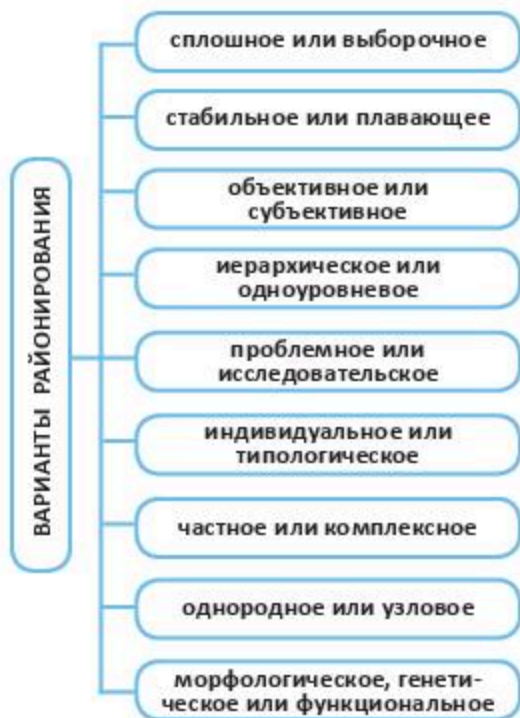 ВАРИАНТЫ РАЙОНИРОВАНИЯ
сплошное или выборочное
стабильное или плавающее
объективное или
субъективное
иерархическое или
одноуровневое
проблемное или
исследовательское
индивидуальное или
типологическое
частное или комплексное
однородное или узловое
морфологическое, генети-
ческое или функциональное